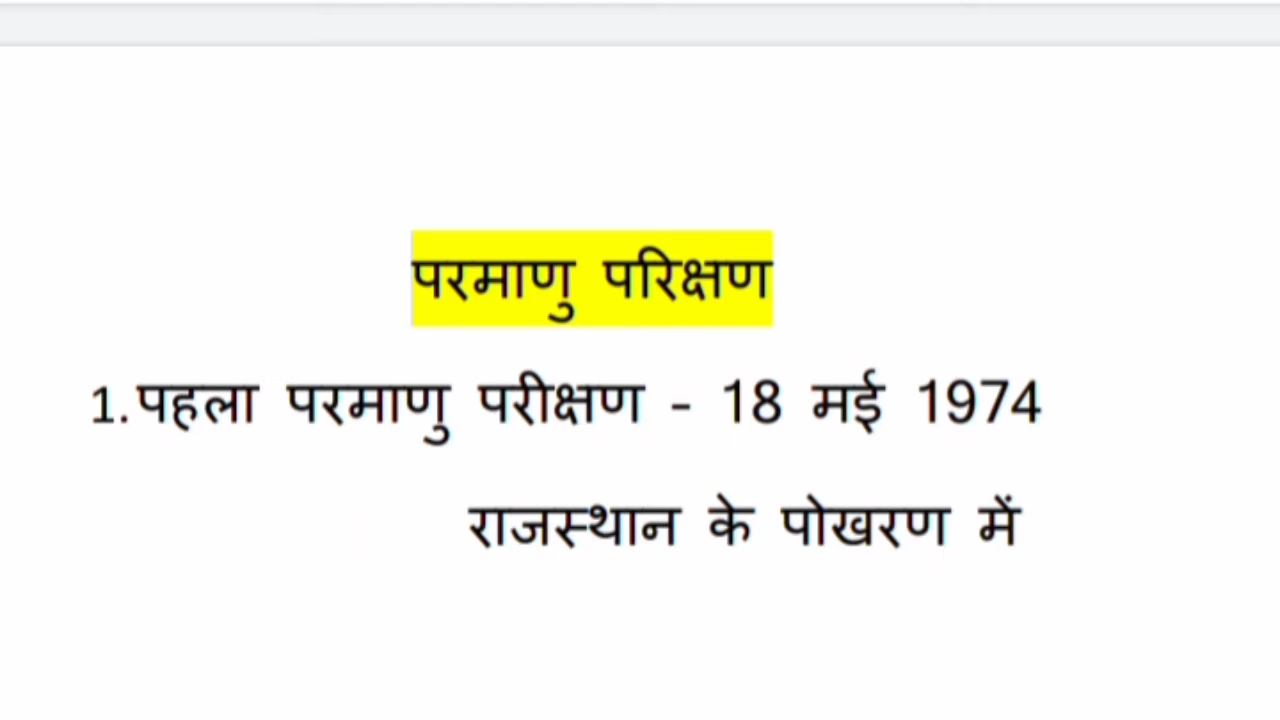 परमाणु परिक्षण
1.पहला परमाणु परीक्षण - 18 मई 1974
राजस्थान के पोखरण में